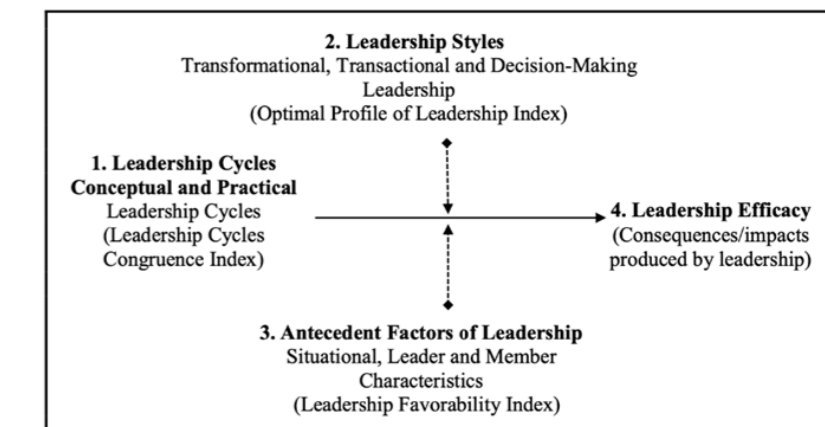 2. Leadership Styles
Transformational, Transactional and Decision-Making
Leadership
(Optimal Profile of Leadership Index)
1. Leadership Cycles
Conceptual and Practical
Leadership Cycles
(Leadership Cycles
Congruence Index)
4. Leadership Efficacy
(Consequences/impacts
produced by leadership)
3. Antecedent Factors of Leadership
Situational, Leader and Member
Characteristics
(Leadership Favorability Index)